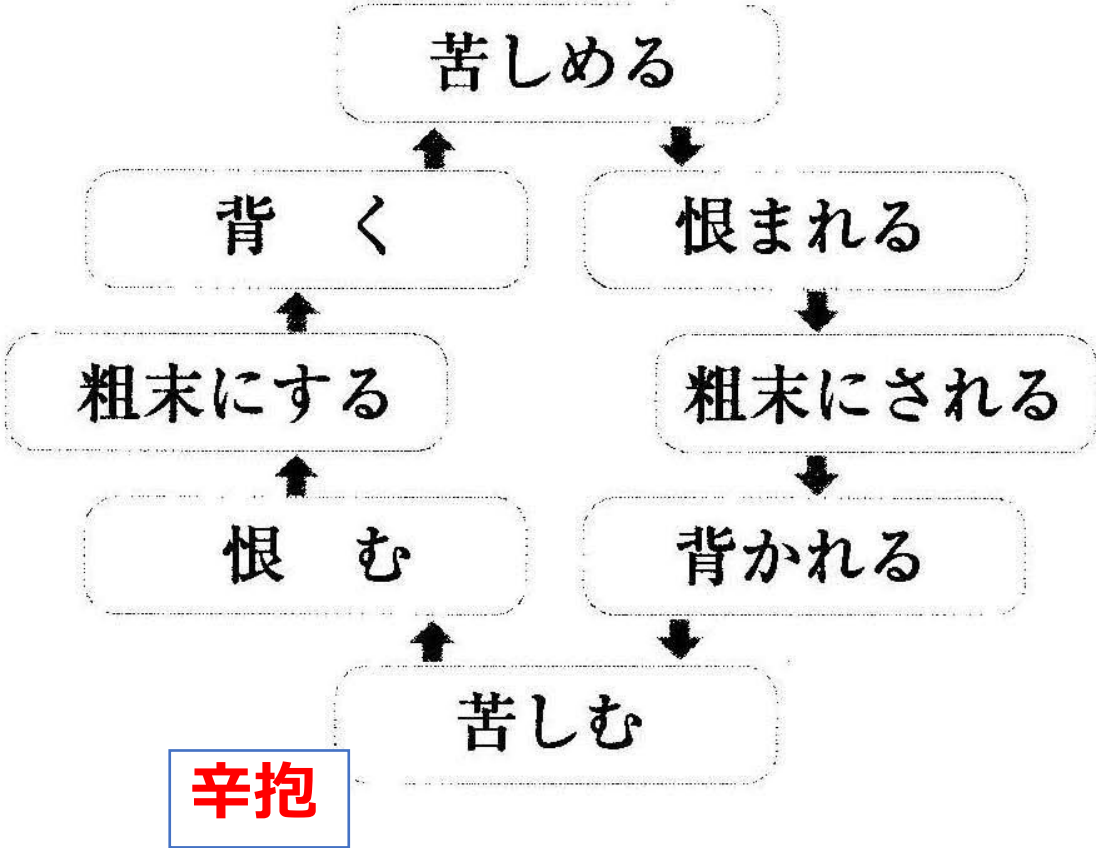 苦しめる
背く
恨まれる
粗末にする
粗末にされる
恨む
背かれる
苦しむ
辛抱